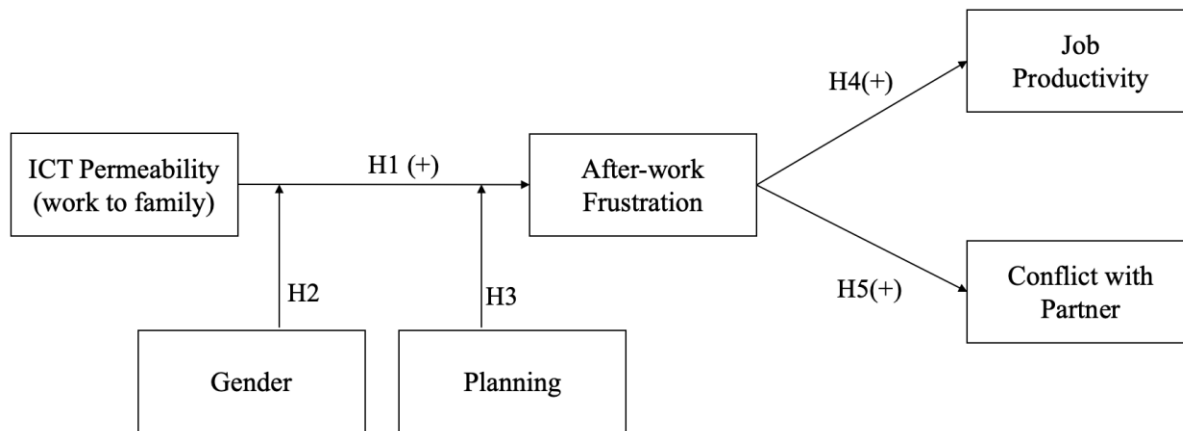 Job
Productivity
H4(+)
ICT Permeability
(work to family)
H1 (+)
After-work
Frustration
H2
H3
H5(+)
Conflict with
Partner
Gender
Planning